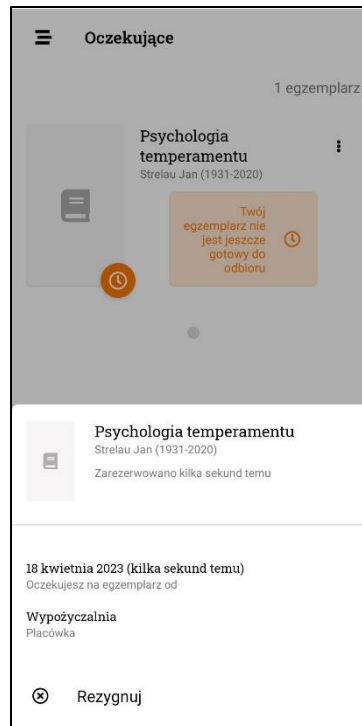 Oczekujące
1 egzemplarz
Psychologia
temperamentu
Strelau Jan (1931-2020)
Twój
egzemplarz nie
jest jeszcze
gotowy do
odbioru
Psychologia temperamentu
Strelau Jan (1931-2020)
Zarezerwowano kilka sekund temu
18 kwietnia 2023 (kilka sekund temu)
Oczekujesz na egzemplarz od
Wypożyczalnia
Placówka
Rezygnuj